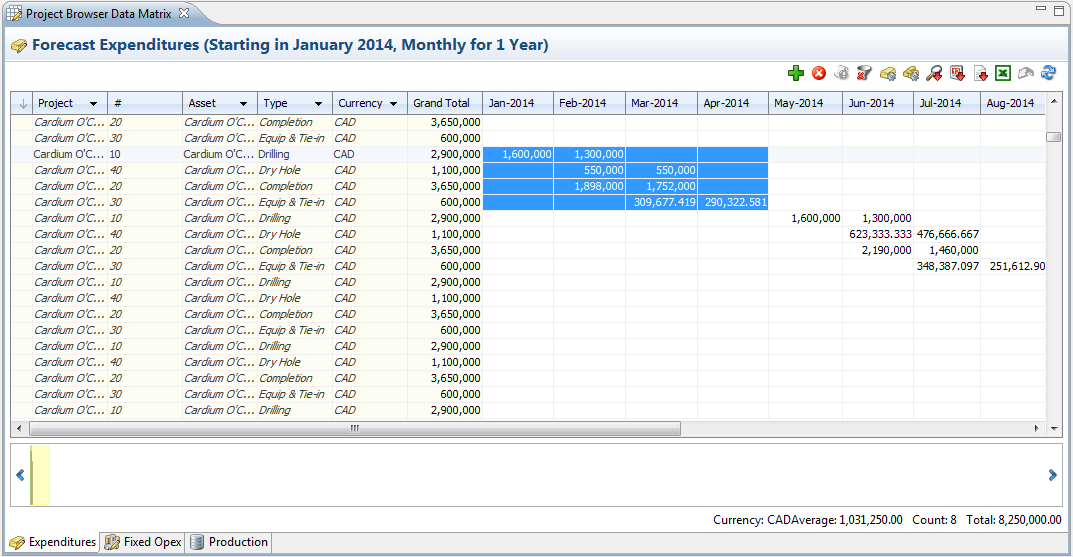 Project Browser Data Matrix
Forecast Expenditures (Starting in January 2014, Monthly for 1 Year)
Project # Asset Type Currency Grand Total Jan-2014 Feb-2014 Mar-2014 Apr-2014 May-2014 Jun-2014 Jul-2014 Aug-2014
Cardium O'C... 20 Cardium O'C... Completion CAD 3,650,000
Cardium O'C... 30 Cardium O'C... Equip & Tie-in CAD 600,000
Cardium O'C... 10 Cardium O'C... Drilling CAD 2,900,000 1,600,000 1,300,000
Cardium O'C... 40 Cardium O'C... Dry Hole CAD 1,100,000 550,000 550,000
Cardium O'C... 20 Cardium O'C... Completion CAD 3,650,000 1,898,000 1,752,000
Cardium O'C... 30 Cardium O'C... Equip & Tie-in CAD 600,000 309,677.419 290,322.581
Cardium O'C... 10 Cardium O'C... Drilling CAD 2,900,000 1,600,000 1,300,000
Cardium O'C... 40 Cardium O'C... Dry Hole CAD 1,100,000 623,333.333 476,666.667
Cardium O'C... 20 Cardium O'C... Completion CAD 3,650,000 2,190,000 1,460,000
Cardium O'C... 30 Cardium O'C... Equip & Tie-in CAD 600,000 348,387.097 251,612.90
Cardium O'C... 10 Cardium O'C... Drilling CAD 2,900,000
Cardium O'C... 40 Cardium O'C... Dry Hole CAD 1,100,000
Cardium O'C... 20 Cardium O'C... Completion CAD 3,650,000
Cardium O'C... 30 Cardium O'C... Equip & Tie-in CAD 600,000
Cardium O'C... 10 Cardium O'C... Drilling CAD 2,900,000
Cardium O'C... 40 Cardium O'C... Dry Hole CAD 1,100,000
Cardium O'C... 20 Cardium O'C... Completion CAD 3,650,000
Cardium O'C... 30 Cardium O'C... Equip & Tie-in CAD 600,000
Cardium O'C... 10 Cardium O'C... Drilling CAD 2,900,000
Currency: CADAverage: 1,031,250.00 Count: 8 Total: 8,250,000.00
Expenditures Fixed Opex Production